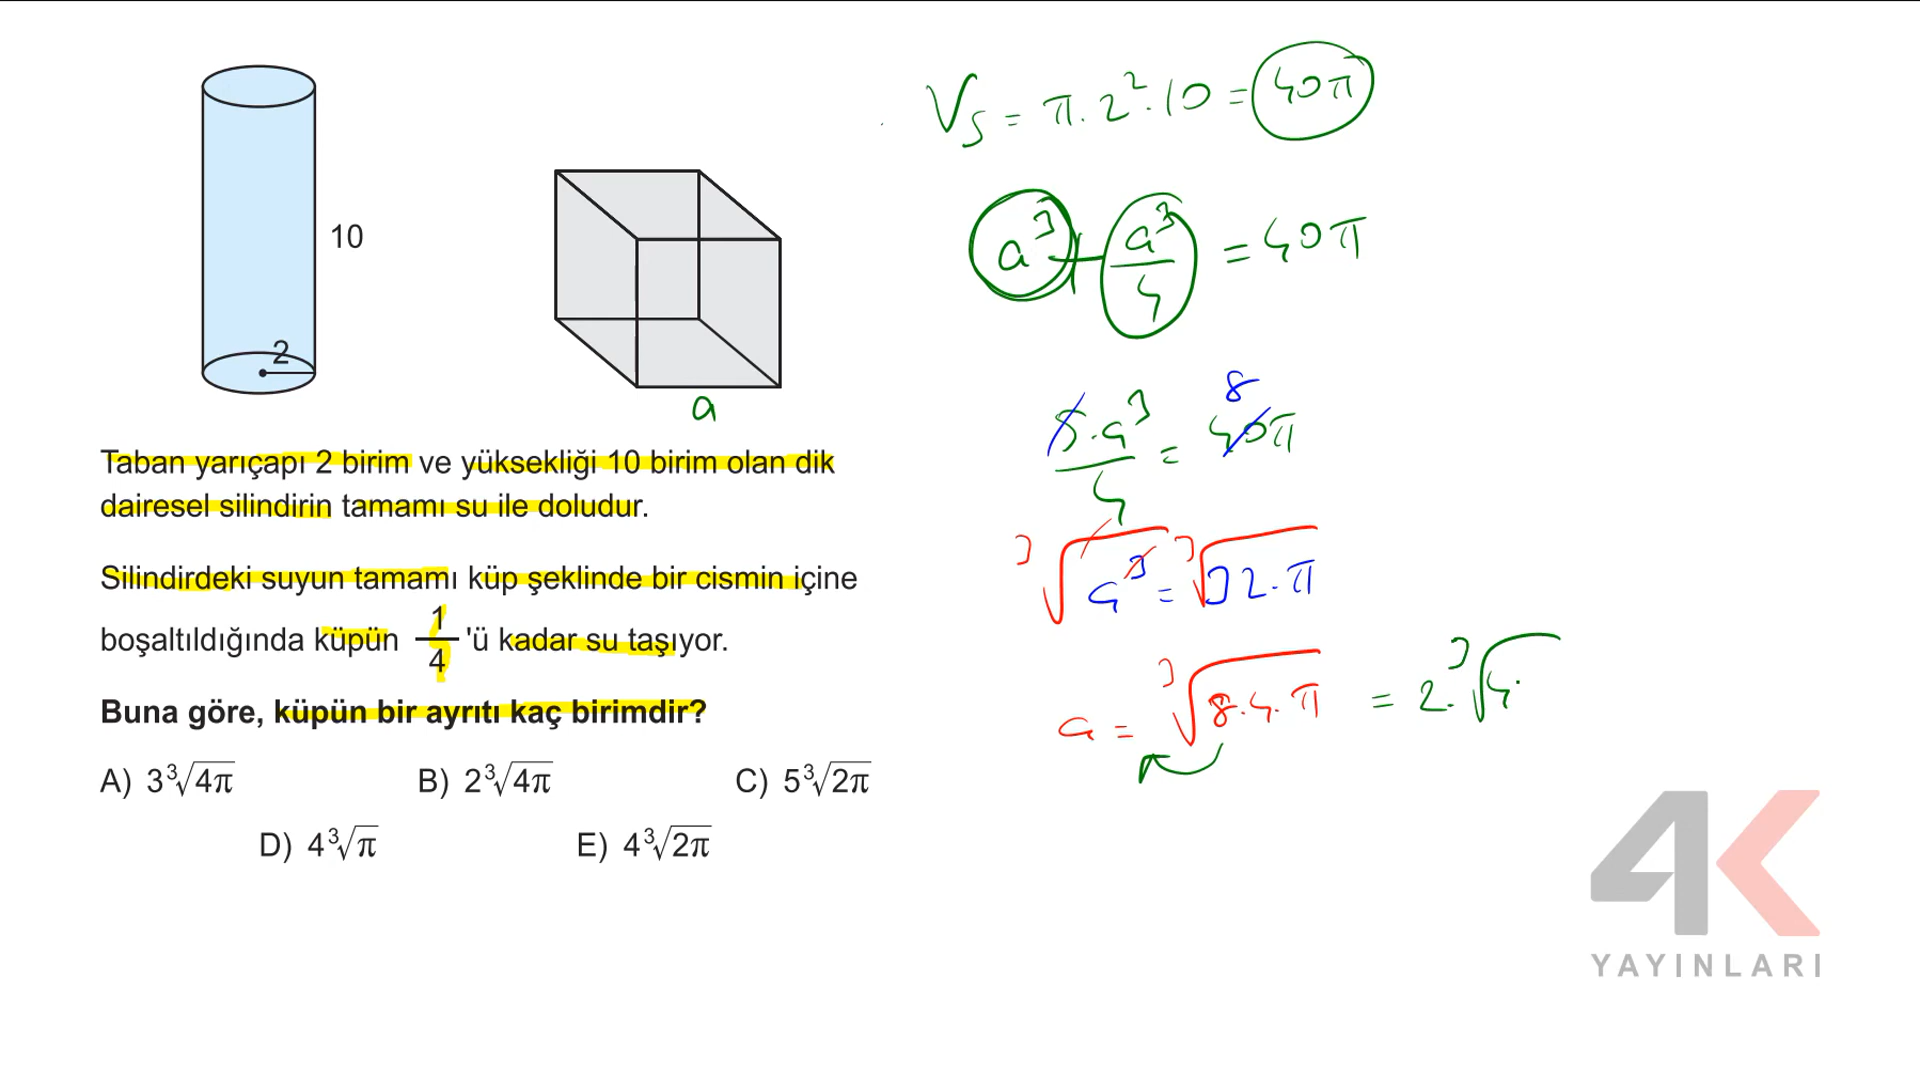 10
2
a
Taban yarıçapı 2 birim ve yüksekliği 10 birim olan dik
dairesel silindirin tamamı su ile doludur.
Silindirdeki suyun tamamı küp şeklinde bir cismin içine
boşaltıldığında küpün 1/4 'ü kadar su taşıyor.
Buna göre, küpün bir ayrıtı kaç birimdir?
A) 3∛4π B) 2∛4π C) 5∛2π
D) 4∛π E) 4∛2π
Vs = π.2².10 = 40π
a³ + a³/4 = 40π
5.a³/4 = 40π 8
∛a³ = ∛32.π
a = ∛8.4.π = 2.∛4.
4K
YAYINLARI